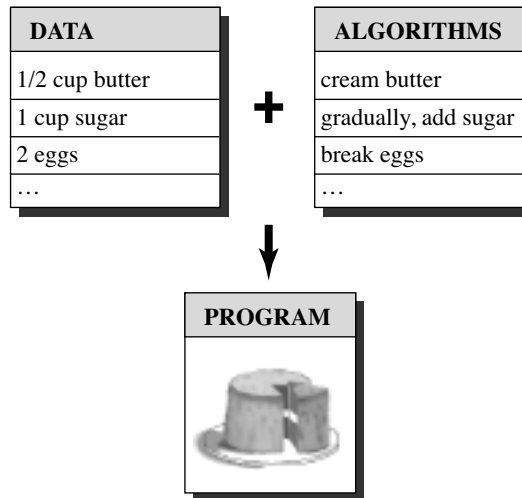 DATA
1/2 cup butter
1 cup sugar
2 eggs
…
+
ALGORITHMS
cream butter
gradually, add sugar
break eggs
…
PROGRAM